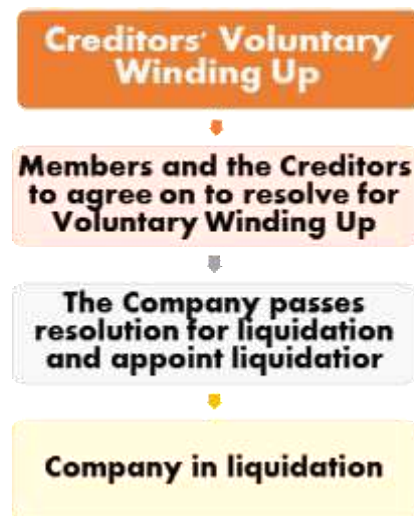 Creditors' Voluntary
Winding Up
Members and the Creditors
to agree on to resolve for
Voluntary Winding Up
The Company passes
resolution for liquidation
and appoint liquidatior
Company in liquidation